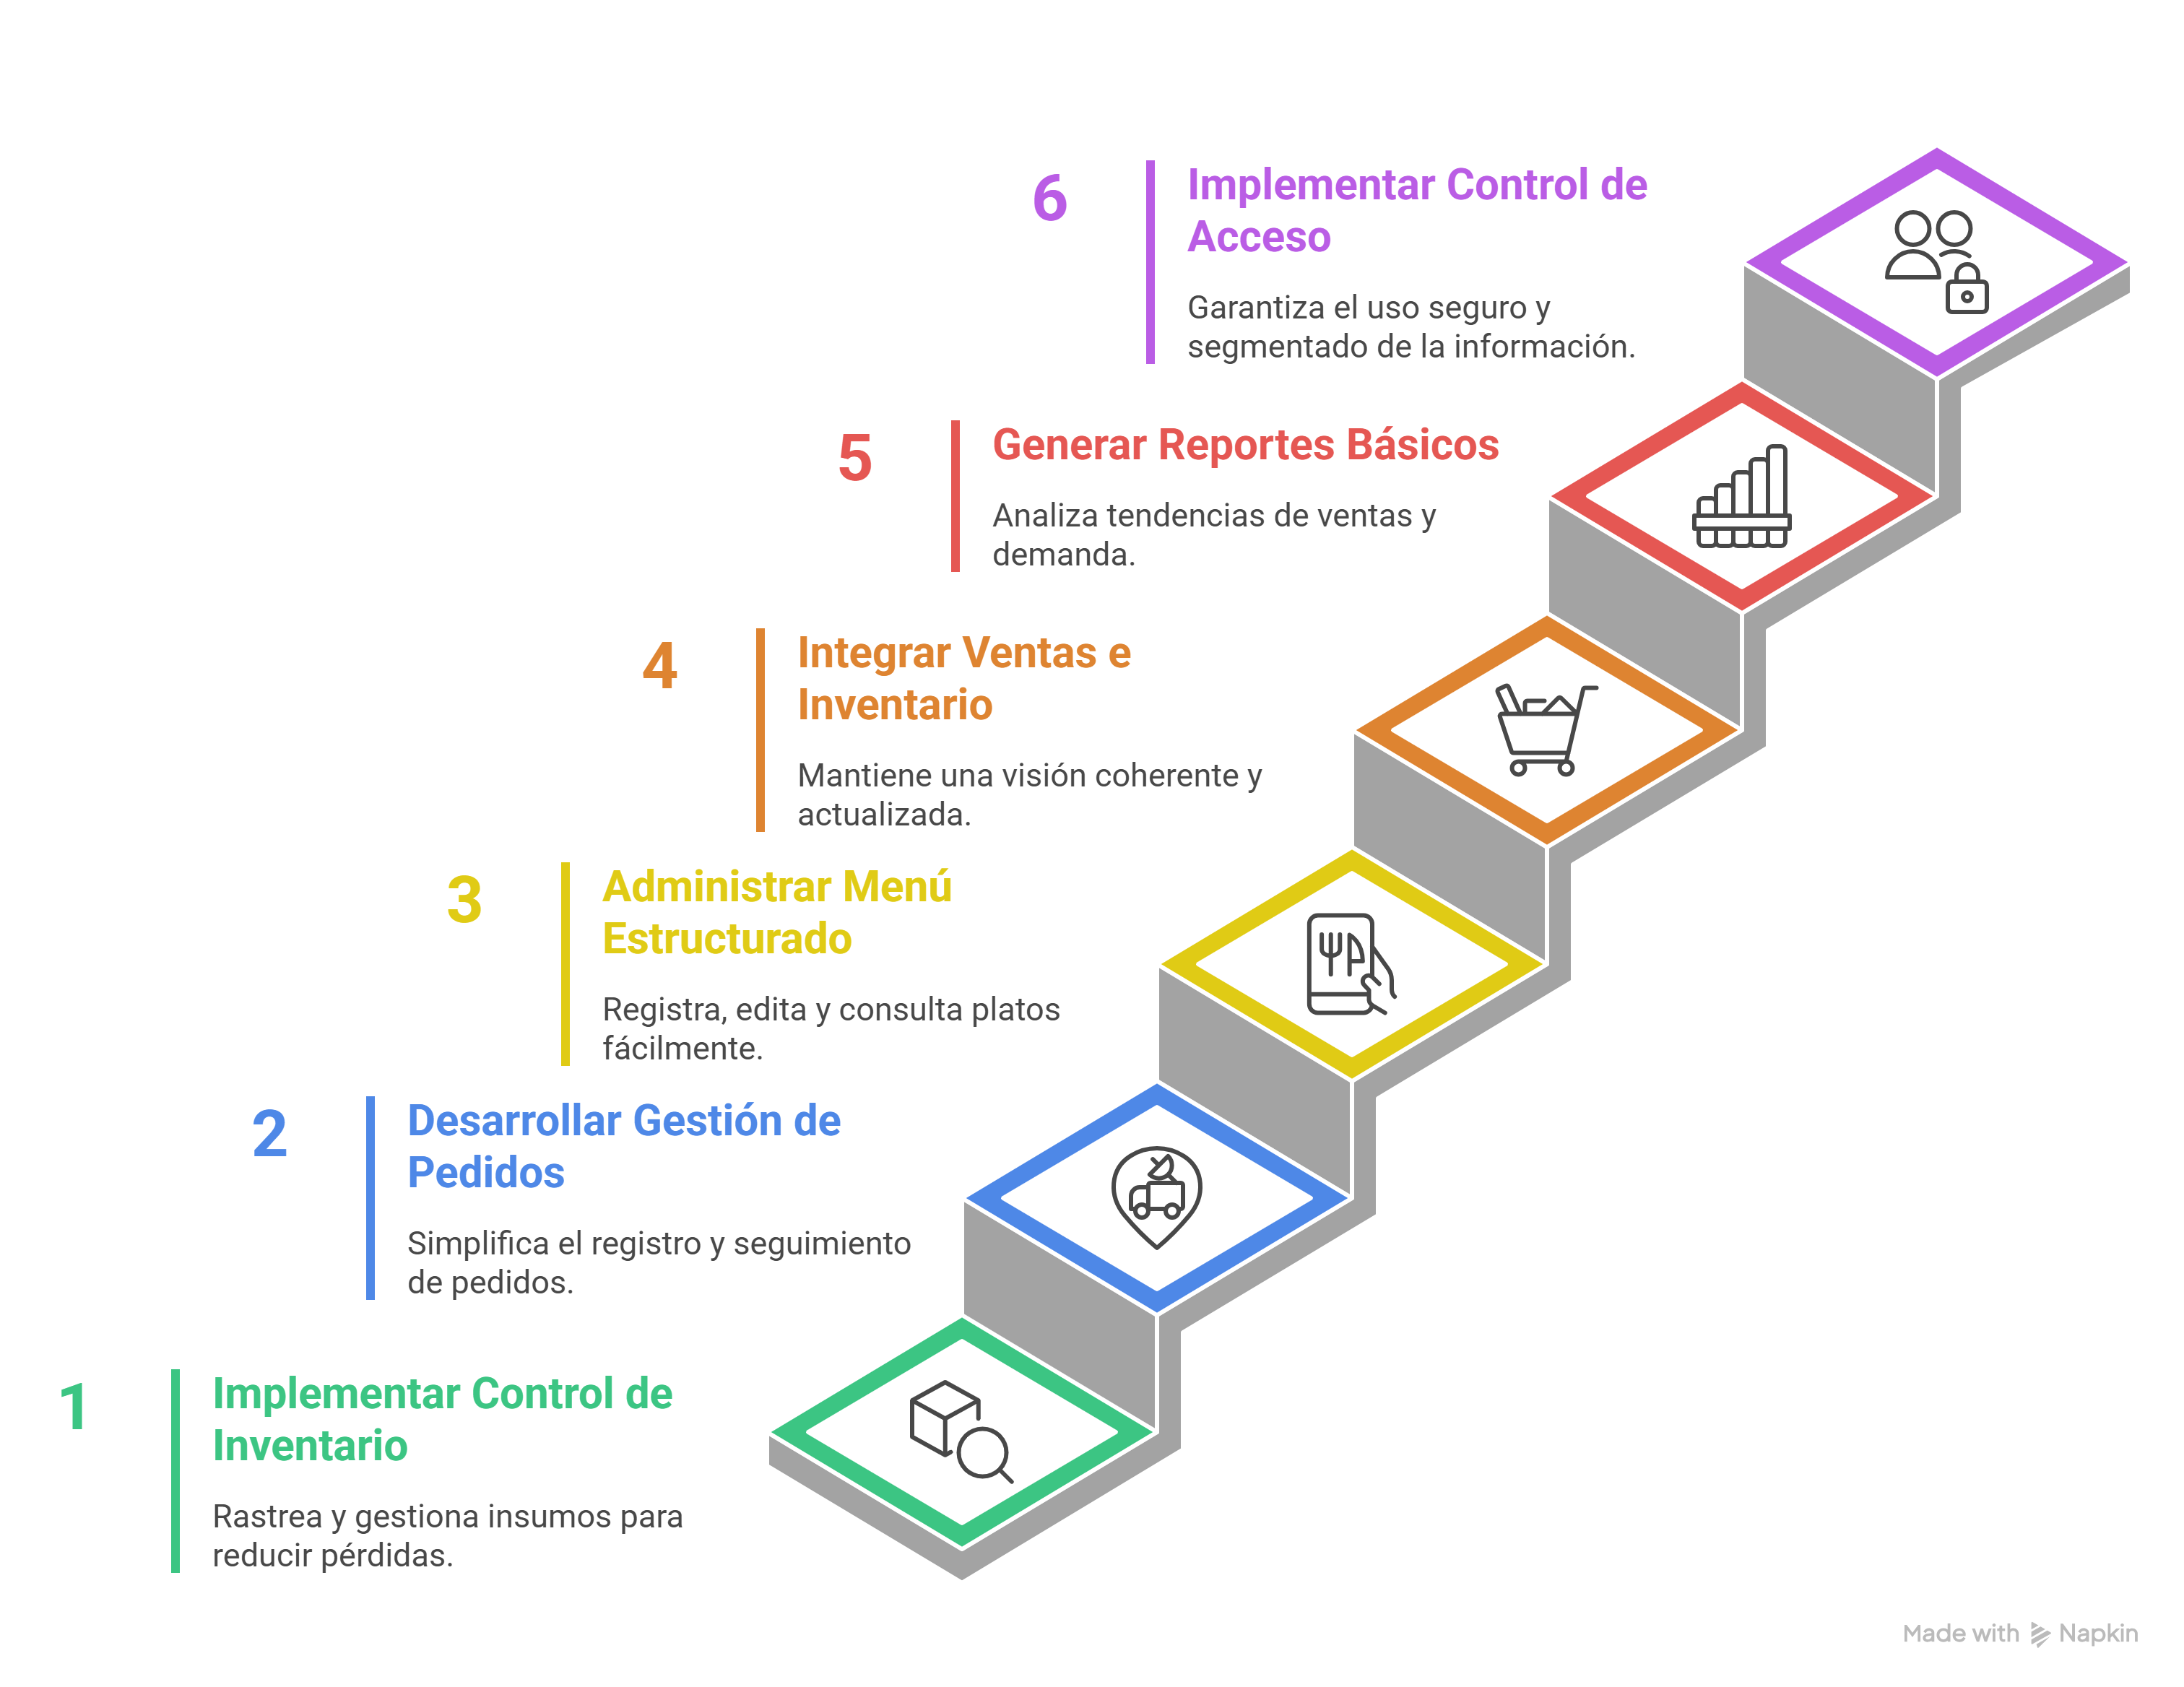 6
Implementar Control de
Acceso
Garantiza el uso seguro y
segmentado de la información.
5
Generar Reportes Básicos
Analiza tendencias de ventas y
demanda.
4
Integrar Ventas e
Inventario
Mantiene una visión coherente y
actualizada.
3
Administrar Menú
Estructurado
Registra, edita y consulta platos
fácilmente.
2
Desarrollar Gestión de
Pedidos
Simplifica el registro y seguimiento
de pedidos.
1
Implementar Control de
Inventario
Rastrea y gestiona insumos para
reducir pérdidas.
Made with Napkin